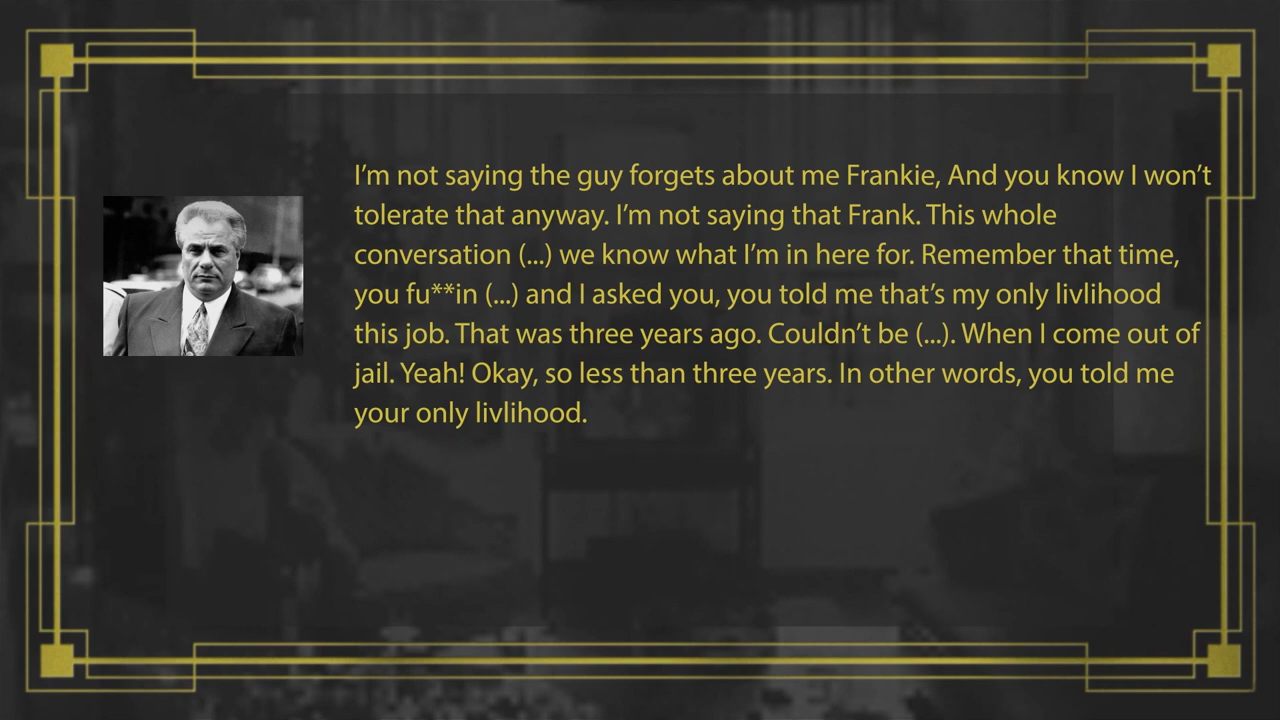 I’m not saying the guy forgets about me Frankie, And you know I won’t
tolerate that anyway. I’m not saying that Frank. This whole
conversation (...) we know what I’m in here for. Remember that time,
you fu**in (...) and I asked you, you told me that’s my only livlihood
this job. That was three years ago. Couldn’t be (...). When I come out of
jail. Yeah! Okay, so less than three years. In other words, you told me
your only livlihood.